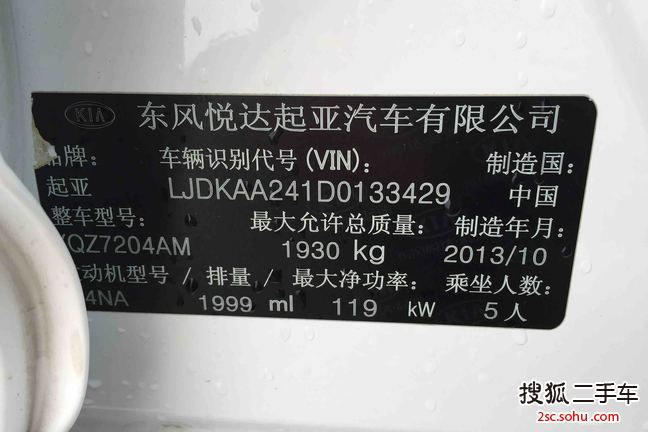 KIA 东风悦达起亚汽车有限公司
品牌: 车辆识别代号(VIN): 制造国:
起亚 LJDKAA241D0133429 中国
整车型号: 最大允许总质量: 制造年月:
YQZ7204AM 1930 kg 2013/10
动机型号 / 排量 / 最大净功率: 乘坐人数:
4NA 1999 ml 119 kW 5人
搜狐二手车
2sc.sohu.com